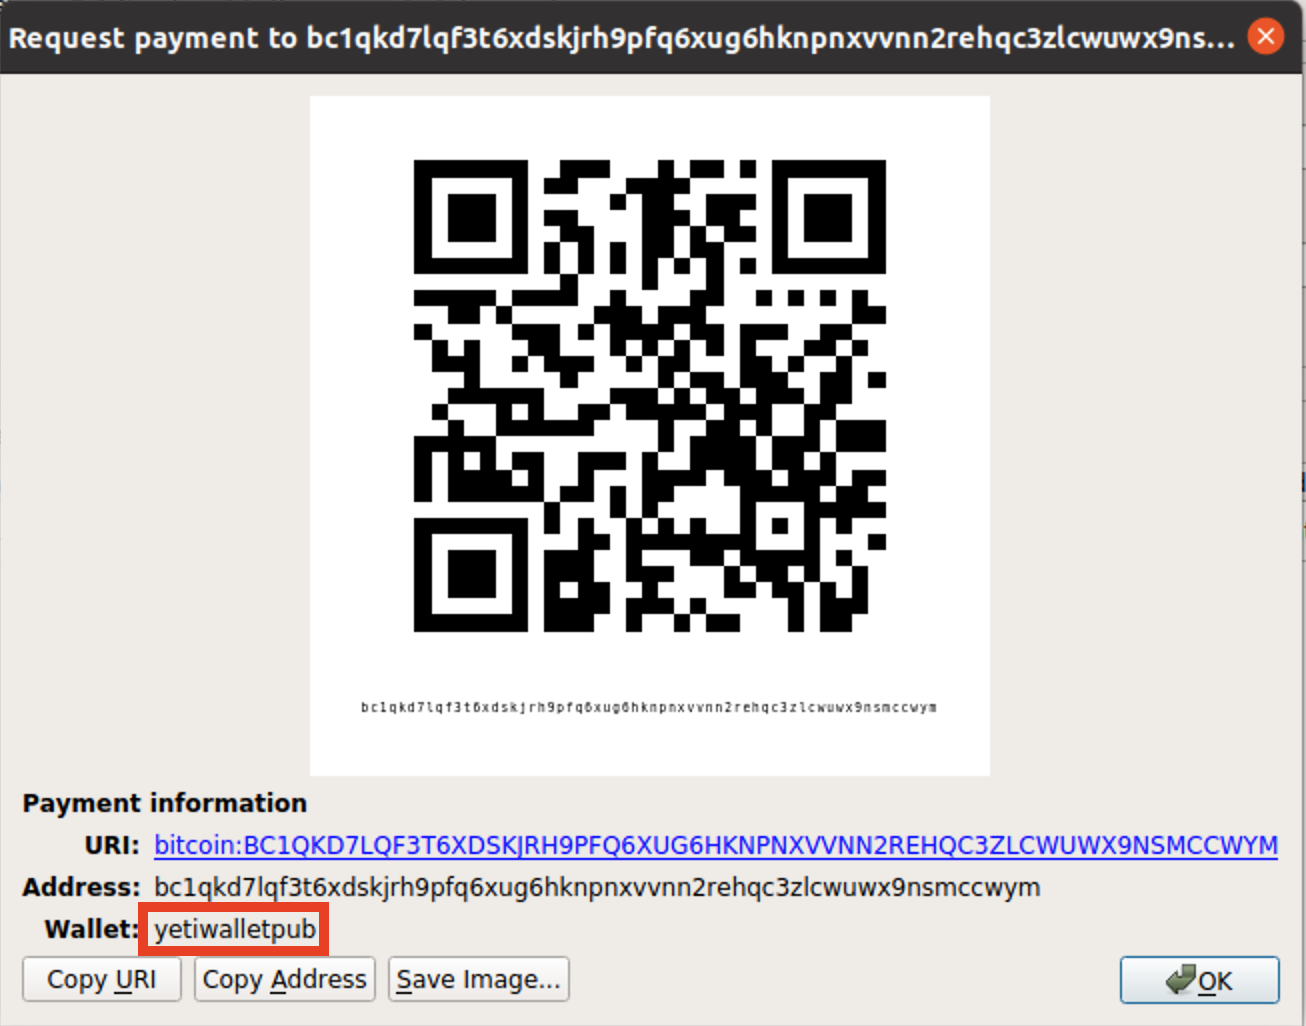 Request payment to bc1qkd7lqf3t6xdskjrh9pfq6xug6hknpnxvvnn2rehqc3zlcwuwx9ns...
bc1qkd7lqf3t6xdskjrh9pfq6xug6hknpnxvvnn2rehqc3zlcwuwx9nsmccwym
Payment information
URI: bitcoin:BC1QKD7LQF3T6XDSKJRH9PFQ6XUG6HKNPNXVVNN2REHQC3ZLCWUWX9NSMCCWYM
Address: bc1qkd7lqf3t6xdskjrh9pfq6xug6hknpnxvvnn2rehqc3zlcwuwx9nsmccwym
Wallet: yetiwalletpub
Copy URI Copy Address Save Image... OK